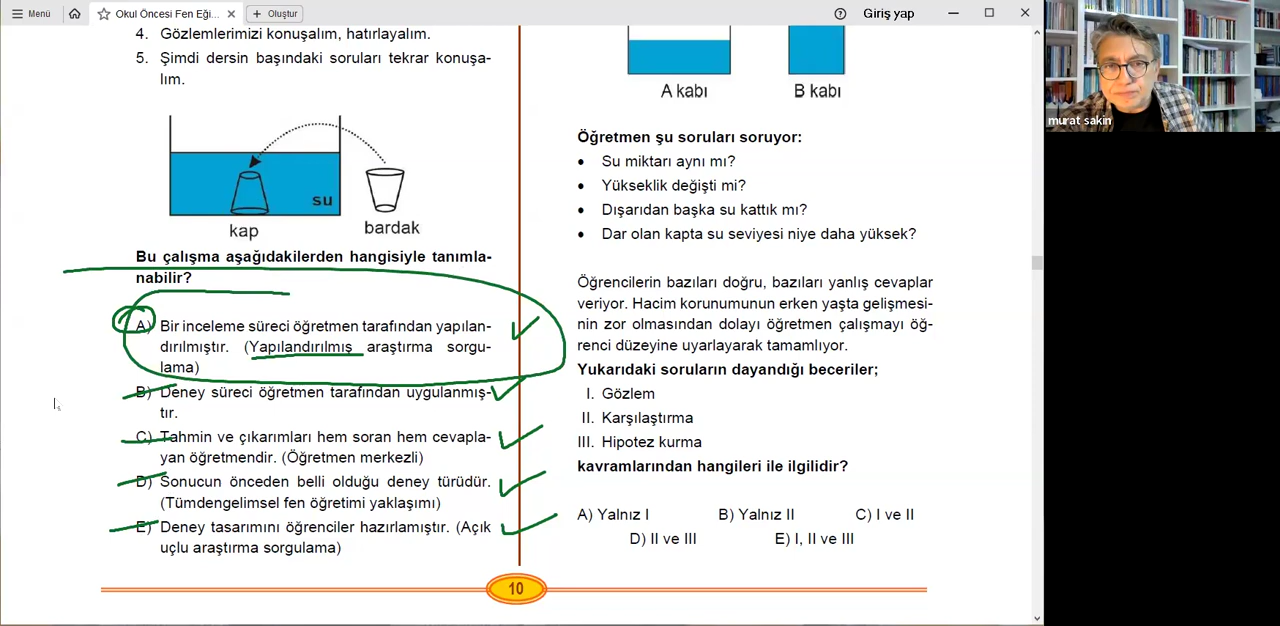 Menü
Okul Öncesi Fen Eği...
Oluştur
Giriş yap
4. Gözlemlerimizi konuşalım, hatırlayalım.
5. Şimdi dersin başındaki soruları tekrar konuşa-
lım.
su
kap
bardak
Bu çalışma aşağıdakilerden hangisiyle tanımla-
nabilir?
A) Bir inceleme süreci öğretmen tarafından yapılan-
dırılmıştır. (Yapılandırılmış araştırma sorgu-
lama)
B) Deney süreci öğretmen tarafından uygulanmış-
tır.
C) Tahmin ve çıkarımları hem soran hem cevapla-
yan öğretmendir. (Öğretmen merkezli)
D) Sonucun önceden belli olduğu deney türüdür.
(Tümdengelimsel fen öğretimi yaklaşımı)
E) Deney tasarımını öğrenciler hazırlamıştır. (Açık
uçlu araştırma sorgulama)
A kabı
B kabı
Öğretmen şu soruları soruyor:
• Su miktarı aynı mı?
• Yükseklik değişti mi?
• Dışarıdan başka su kattık mı?
• Dar olan kapta su seviyesi niye daha yüksek?
Öğrencilerin bazıları doğru, bazıları yanlış cevaplar
veriyor. Hacim korunumunun erken yaşta gelişmesi-
nin zor olmasından dolayı öğretmen çalışmayı öğ-
renci düzeyine uyarlayarak tamamlıyor.
Yukarıdaki soruların dayandığı beceriler;
I. Gözlem
II. Karşılaştırma
III. Hipotez kurma
kavramlarından hangileri ile ilgilidir?
A) Yalnız I B) Yalnız II C) I ve II
D) II ve III E) I, II ve III
10
murat sakin